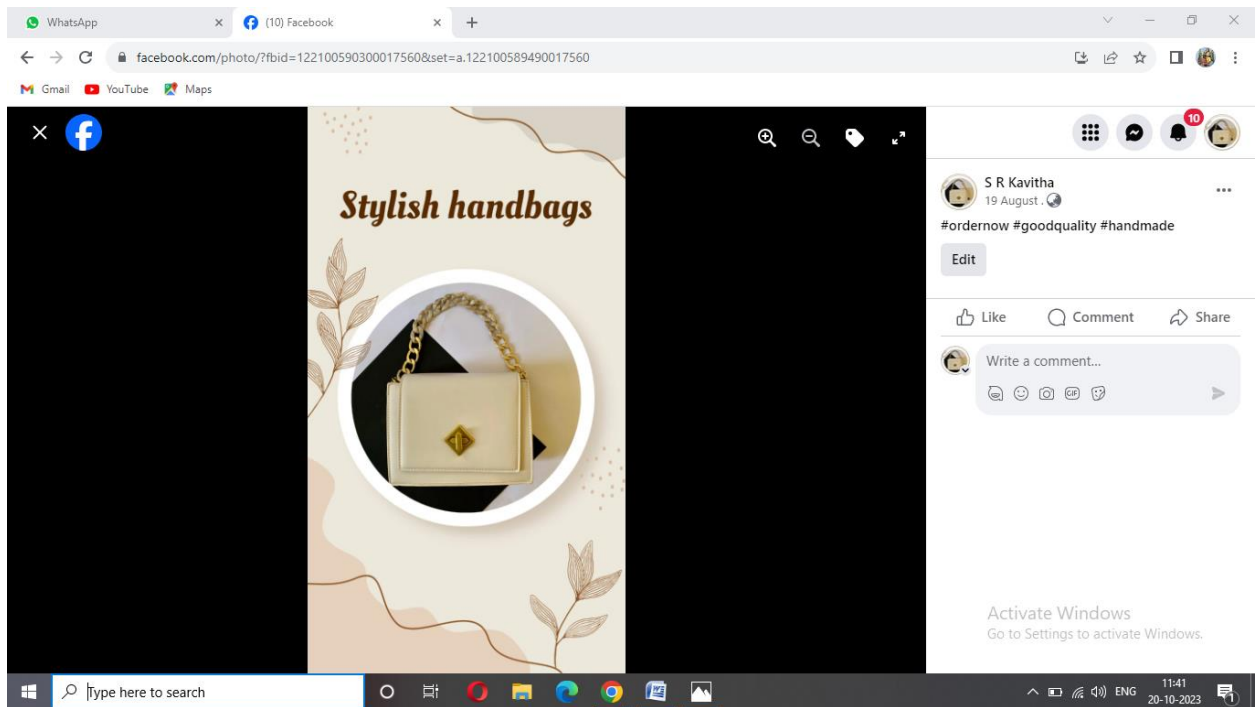 WhatsApp
(10) Facebook
facebook.com/photo/?fbid=122100590300017560&set=a.122100589490017560
Gmail
YouTube
Maps
Stylish handbags
10
S R Kavitha
19 August .
#ordernow #goodquality #handmade
Edit
Like
Comment
Share
Write a comment...
GIF
Activate Windows
Go to Settings to activate Windows.
Type here to search
ENG
11:41
20-10-2023
1